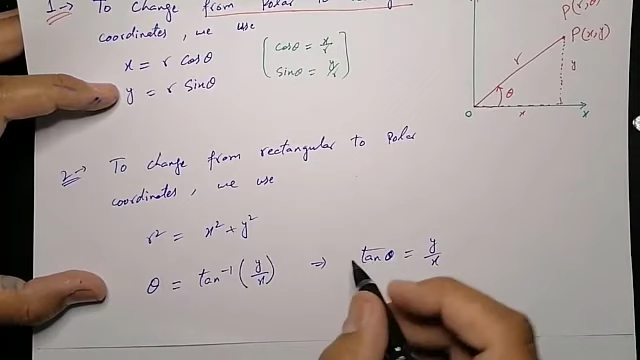 1→ To change from Polar to
coordinates, we use
x = r cosθ
y = r sinθ
[cosθ = x/r
sinθ = y/r]
P(r,θ)
P(x,y)
r
y
θ
O
x
x
2→ To change from rectangular to Polar
coordinates, we use
r² = x² + y²
θ = tan⁻¹(y/x) ⇒ tanθ = y/x